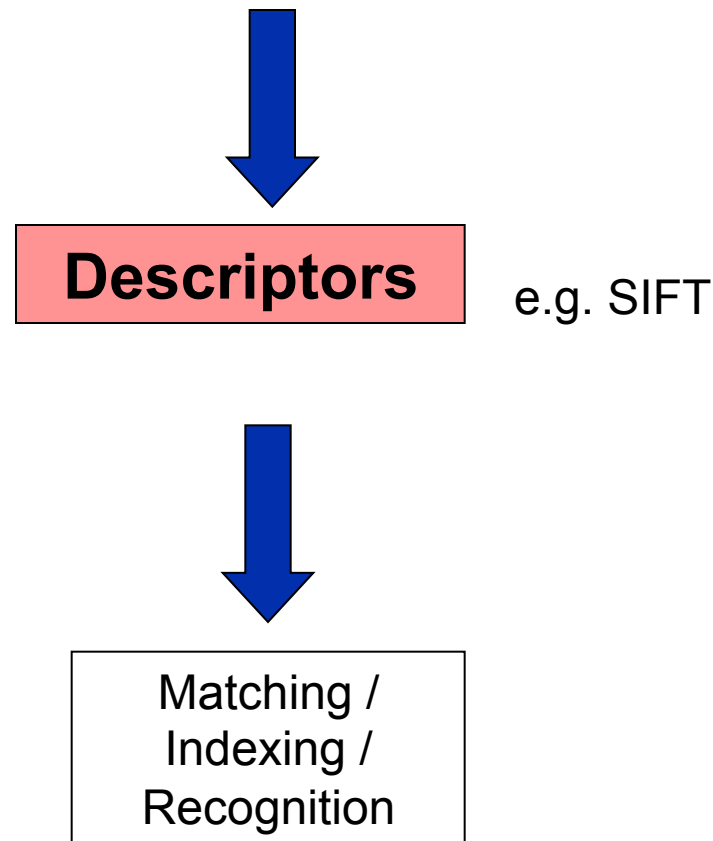 Descriptors
e.g. SIFT
Matching /
Indexing /
Recognition